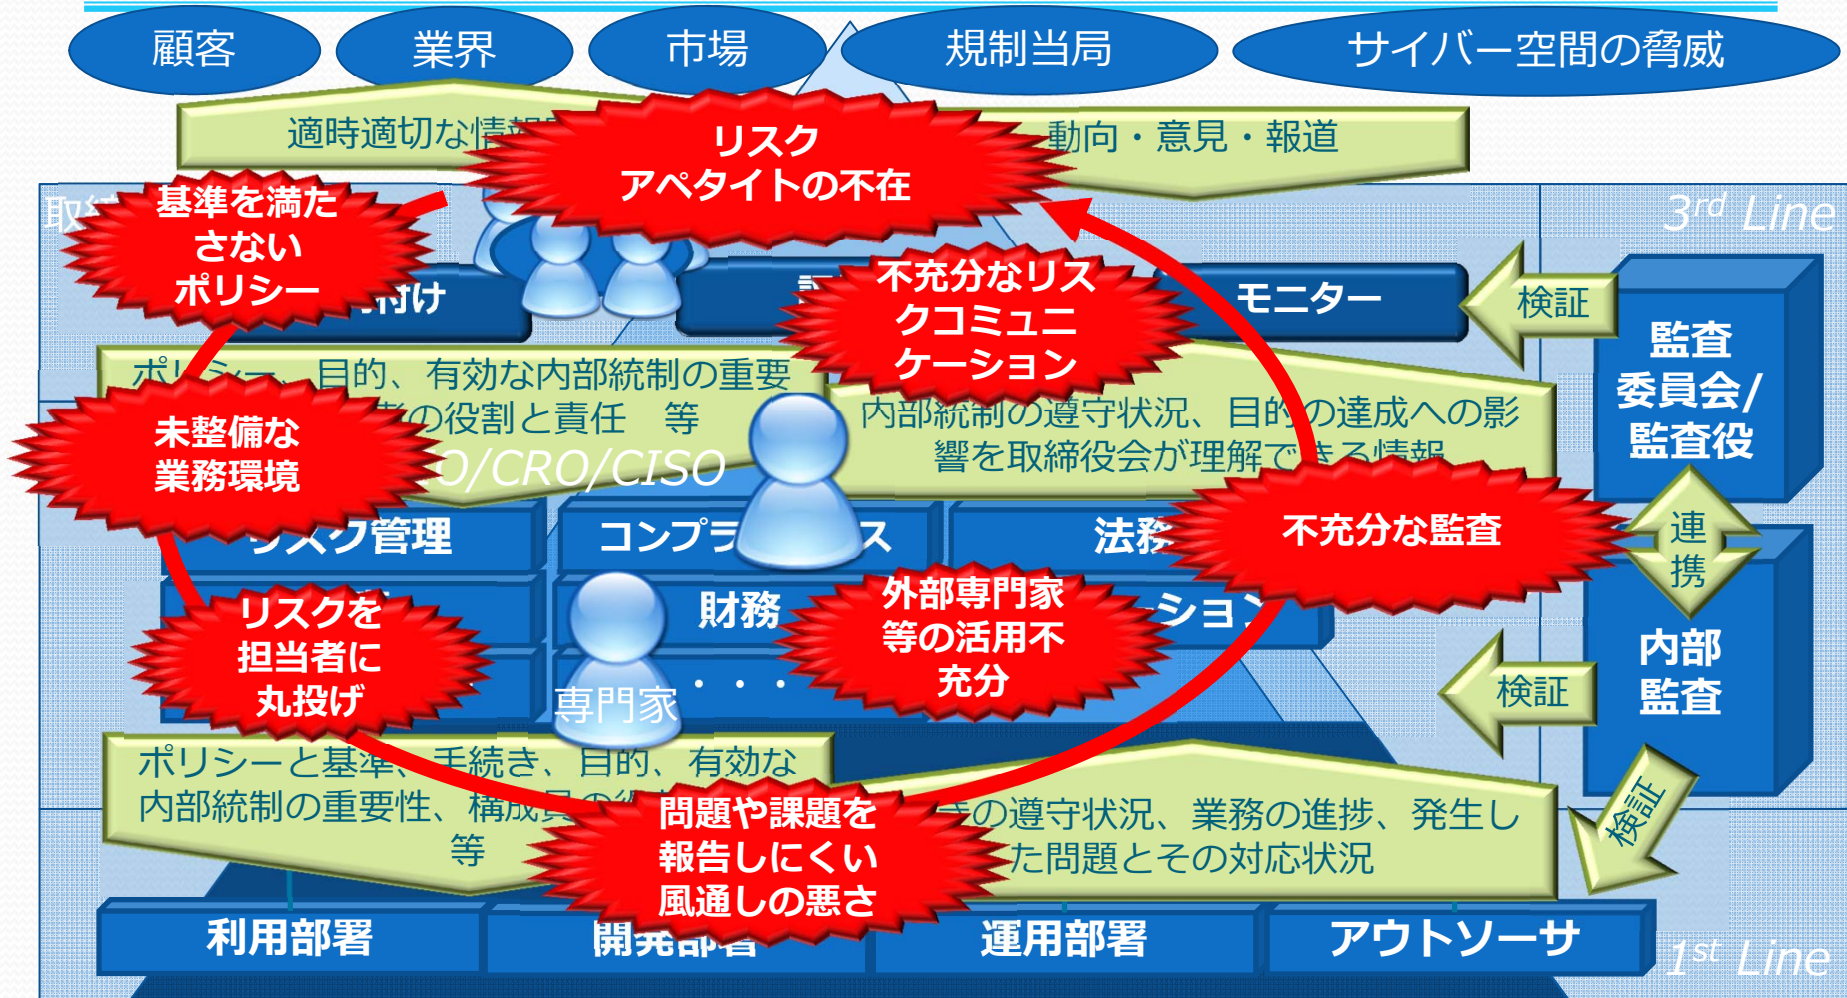 顧客
業界
市場
規制当局
サイバー空間の脅威
適時適切な情報
動向・意見・報道
リスク
アペタイトの不在
基準を満た
さない
ポリシー
取締
3rd Line
付け
不充分なリス
クコミュニ
ケーション
モニター
検証
監査
委員会/
監査役
ポリシー、目的、有効な内部統制の重要
の役割と責任 等
内部統制の遵守状況、目的の達成への影
響を取締役会が理解できる情報
未整備な
業務環境
O/CRO/CISO
リスク管理
コンプラ
ス
法務
不充分な監査
連
携
財務
ション
外部専門家
等の活用不
充分
リスクを
担当者に
丸投げ
専門家
・・・
検証
内部
監査
ポリシーと基準、手続き、目的、有効な
内部統制の重要性、構成員の役
等
きの遵守状況、業務の進捗、発生し
た問題とその対応状況
検証
問題や課題を
報告しにくい
風通しの悪さ
利用部署
開発部署
運用部署
アウトソーサ
1st Line